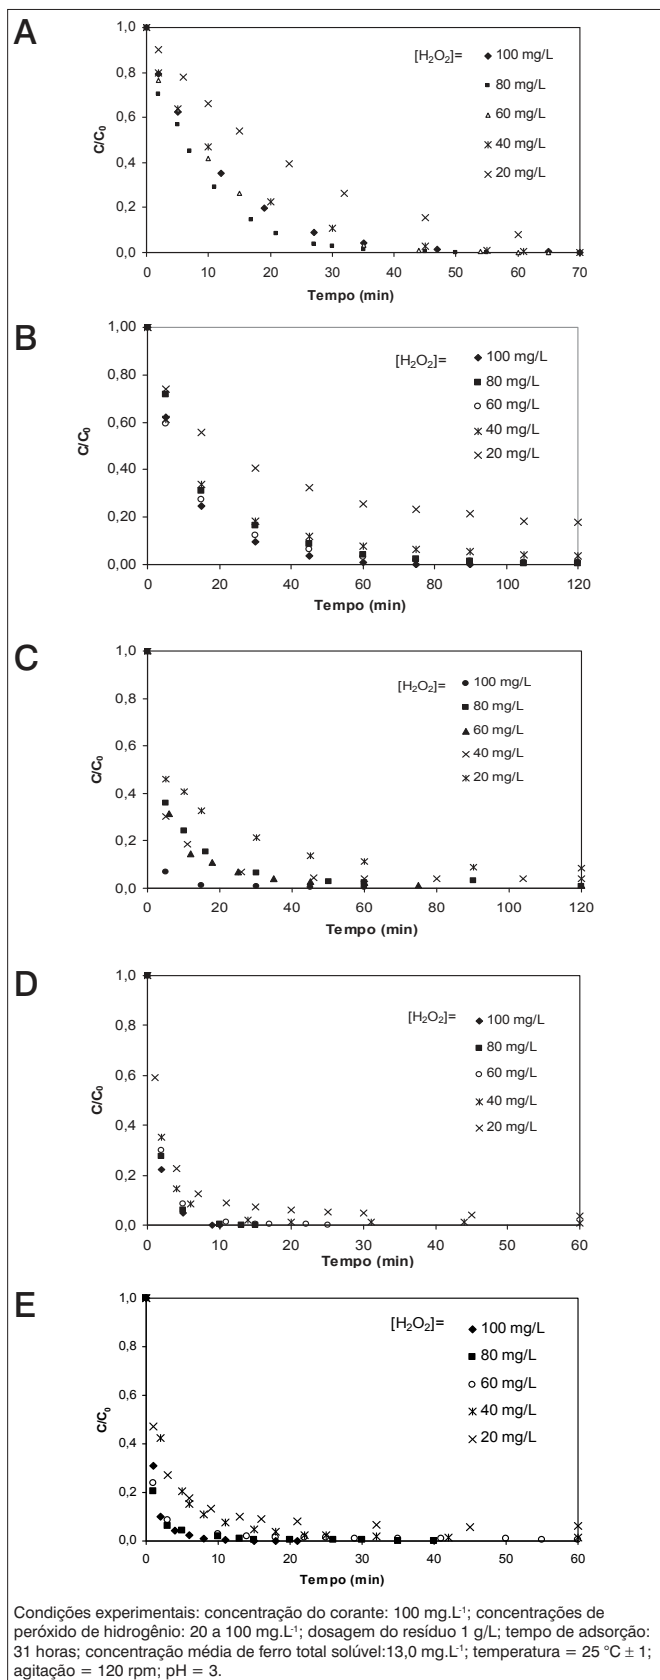 A
[H₂O₂]=
100 mg/L
80 mg/L
60 mg/L
40 mg/L
20 mg/L
C/C₀
1,0
0,8
0,6
0,4
0,2
0,0
0 10 20 30 40 50 60 70
Tempo (min)
B
[H₂O₂]=
100 mg/L
80 mg/L
60 mg/L
40 mg/L
20 mg/L
C/C₀
1,00
0,80
0,60
0,40
0,20
0,00
0 20 40 60 80 100 120
Tempo (min)
C
[H₂O₂]=
100 mg/L
80 mg/L
60 mg/L
40 mg/L
20 mg/L
C/C₀
1,0
0,8
0,6
0,4
0,2
0,0
0 20 40 60 80 100 120
Tempo (min)
D
[H₂O₂]=
100 mg/L
80 mg/L
60 mg/L
40 mg/L
20 mg/L
C/C₀
1,0
0,8
0,6
0,4
0,2
0,0
0 10 20 30 40 50 60
Tempo (min)
E
[H₂O₂]=
100 mg/L
80 mg/L
60 mg/L
40 mg/L
20 mg/L
C/C₀
1,0
0,8
0,6
0,4
0,2
0,0
0 10 20 30 40 50 60
Tempo (min)
Condições experimentais: concentração do corante: 100 mg.L⁻¹; concentrações de
peróxido de hidrogênio: 20 a 100 mg.L⁻¹; dosagem do resíduo 1 g/L; tempo de adsorção:
31 horas; concentração média de ferro total solúvel:13,0 mg.L⁻¹; temperatura = 25 °C ± 1;
agitação = 120 rpm; pH = 3.